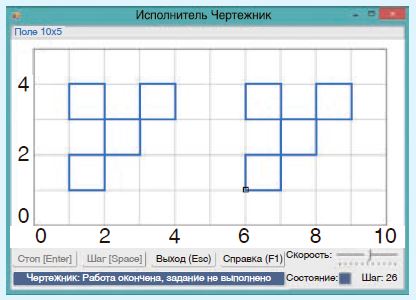 Исполнитель Чертежник
Поле 10x5
4
2
0
0 2 4 6 8 10
Стоп [Enter] Шаг [Space] Выход (Esc) Справка (F1) Скорость:
Чертежник: Работа окончена, задание не выполнено Состояние: Шаг: 26